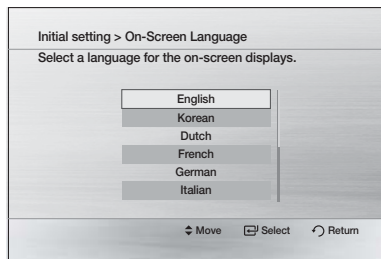 Initial setting > On-Screen Language
Select a language for the on-screen displays.
English
Korean
Dutch
French
German
Italian
Move Select Return